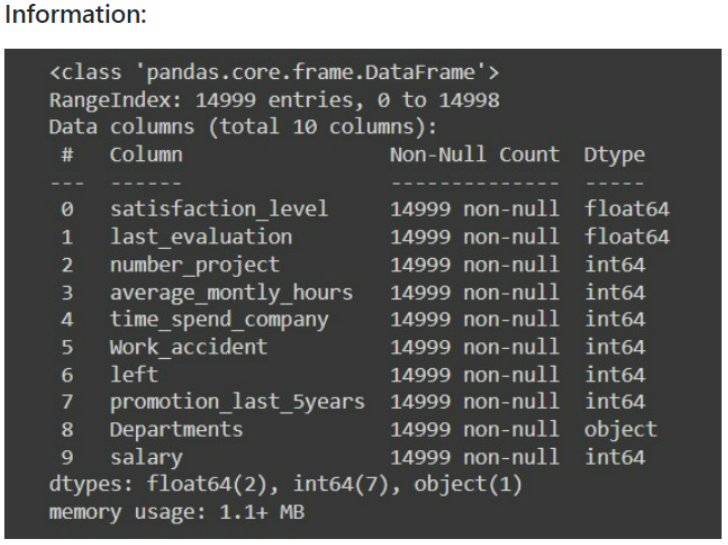 Information:
<class 'pandas.core.frame.DataFrame'>
RangeIndex: 14999 entries, 0 to 14998
Data columns (total 10 columns):
 #   Column                 Non-Null Count  Dtype
---  ------                 --------------  -----
 0   satisfaction_level     14999 non-null  float64
 1   last_evaluation        14999 non-null  float64
 2   number_project         14999 non-null  int64
 3   average_montly_hours   14999 non-null  int64
 4   time_spend_company     14999 non-null  int64
 5   Work_accident          14999 non-null  int64
 6   left                   14999 non-null  int64
 7   promotion_last_5years  14999 non-null  int64
 8   Departments            14999 non-null  object
 9   salary                 14999 non-null  int64
dtypes: float64(2), int64(7), object(1)
memory usage: 1.1+ MB